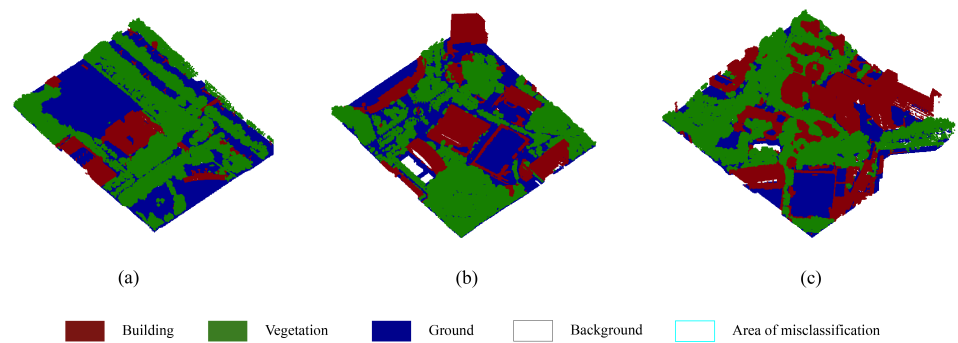 (a) (b) (c)
Building Vegetation Ground Background Area of misclassification